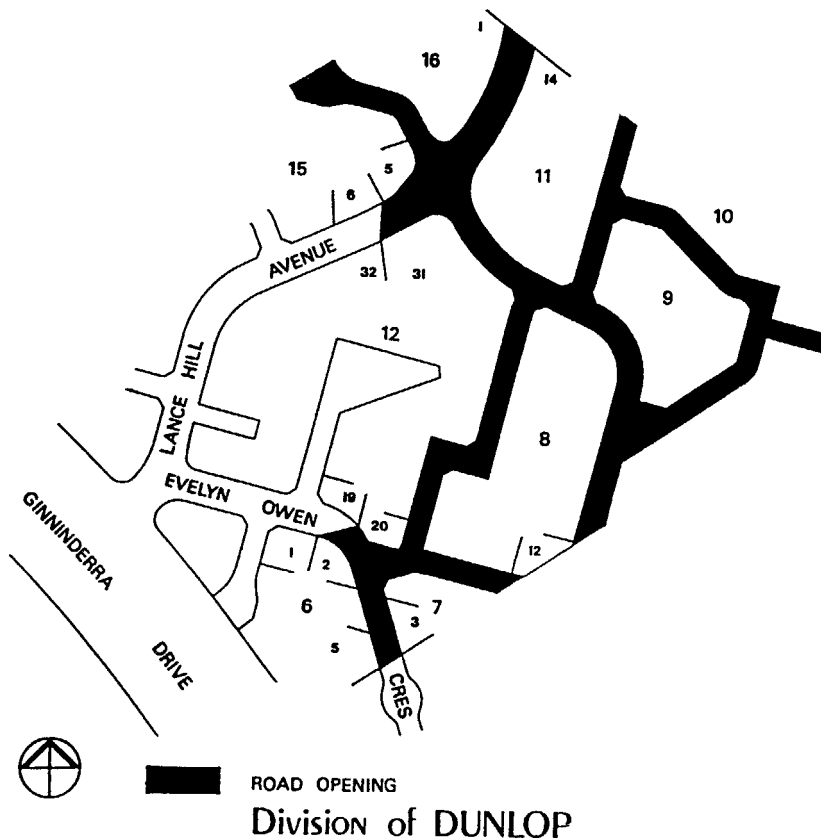 1
16
14
15
5
11
6
10
AVENUE
32
31
9
12
HILL
LANCE
8
EVELYN
OWEN
19
20
GINNINDERRA
1
2
12
6
7
3
5
DRIVE
CRES
ROAD OPENING
Division of DUNLOP